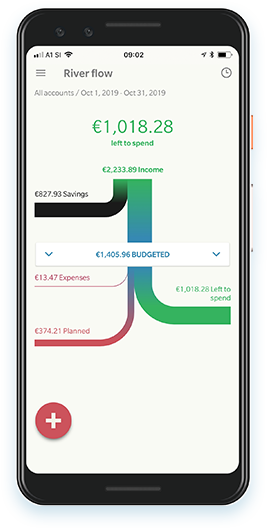 A1 SI 09:02
River flow
All accounts / Oct 1, 2019 - Oct 31, 2019
€1,018.28
left to spend
€2,233.89 Income
€827.93 Savings
€1,405.96 BUDGETED
€13.47 Expenses
€1,018.28 Left to
spend
€374.21 Planned